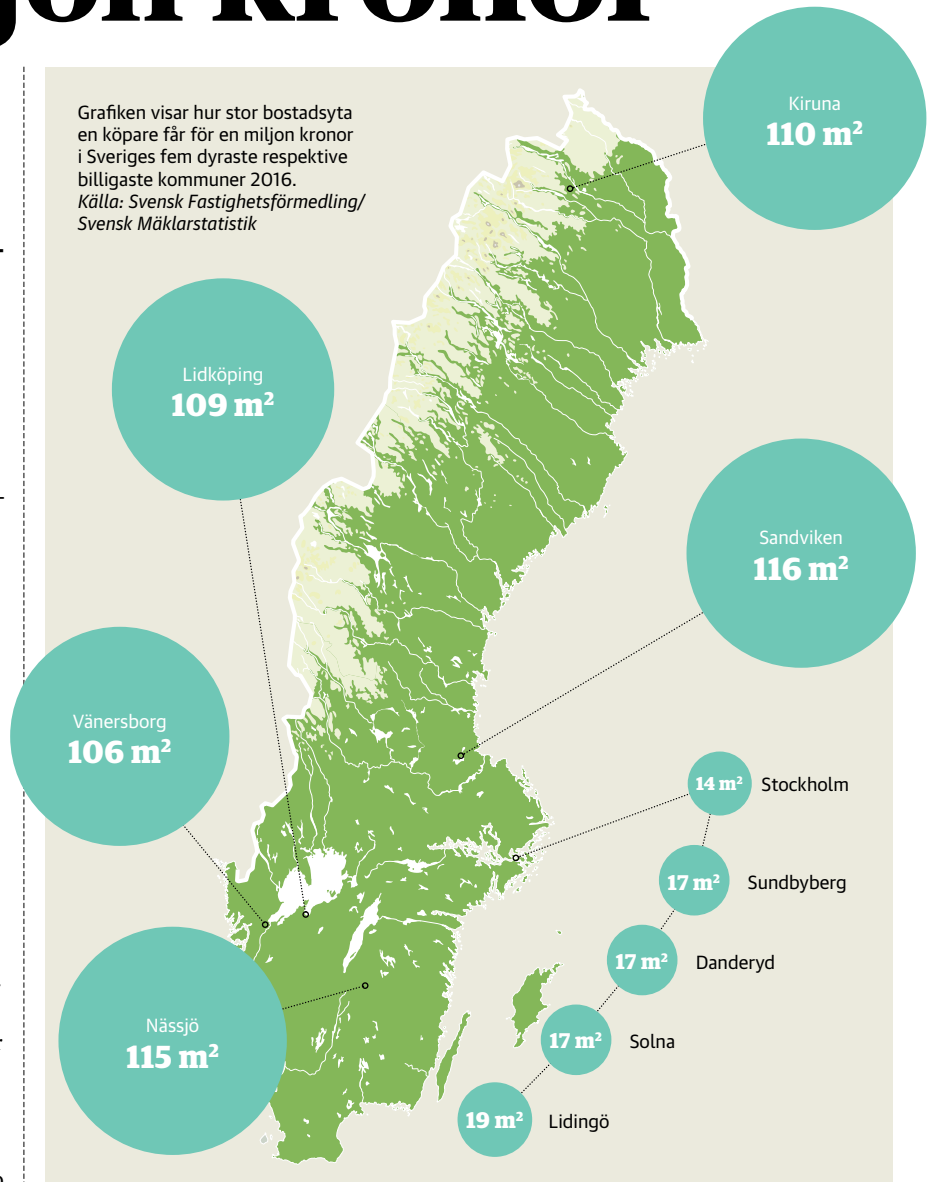 kronor
Grafiken visar hur stor bostadsyta
en köpare får för en miljon kronor
i Sveriges fem dyraste respektive
billigaste kommuner 2016.
Källa: Svensk Fastighetsförmedling/
Svensk Mäklarstatistik
Kiruna
110 m²
Lidköping
109 m²
Sandviken
116 m²
Vänersborg
106 m²
14 m² Stockholm
17 m² Sundbyberg
17 m² Danderyd
17 m² Solna
Nässjö
115 m²
19 m² Lidingö